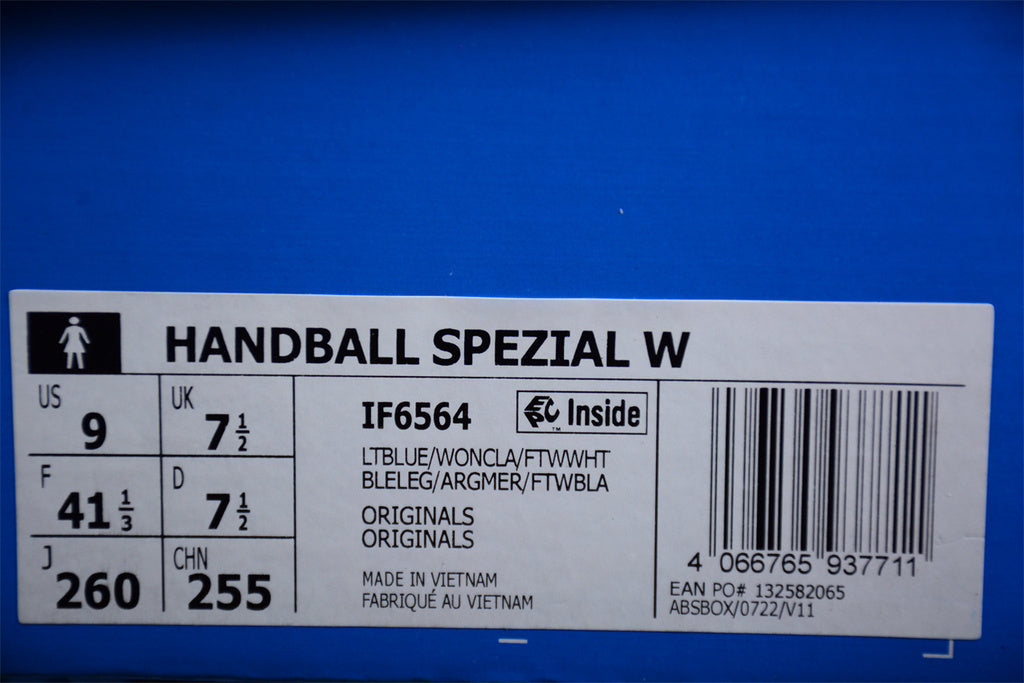 HANDBALL SPEZIAL W
US
9
UK
7 1/2
F
41 1/3
D
7 1/2
J
260
CHN
255
IF6564
EPC Inside
™
LTBLUE/WONCLA/FTWWHT
BLELEG/ARGMER/FTWBLA
ORIGINALS
ORIGINALS
MADE IN VIETNAM
FABRIQUÉ AU VIETNAM
4 066765 937711
EAN PO# 132582065
ABSBOX/0722/V11